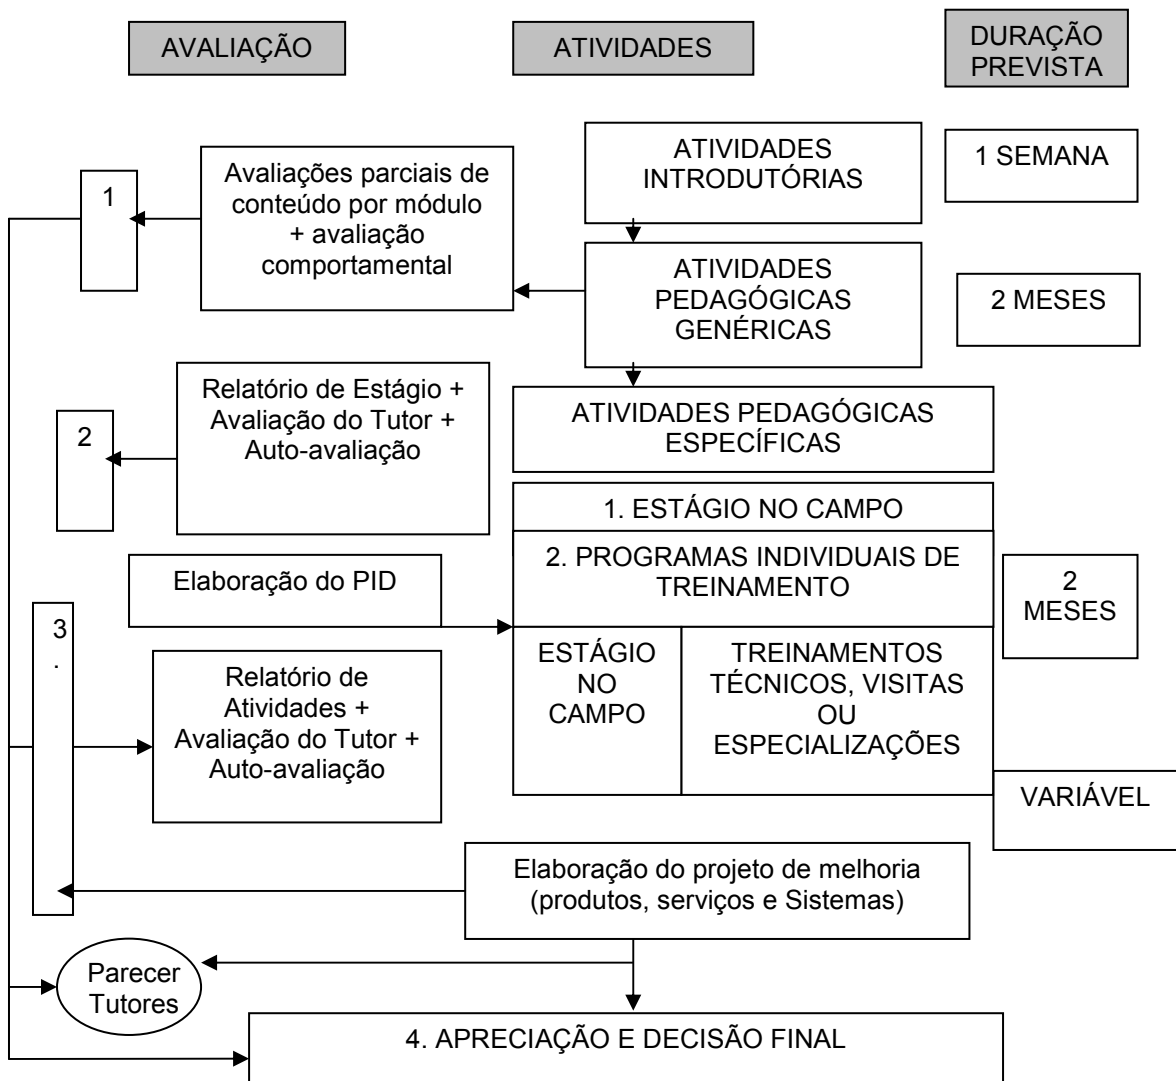 AVALIAÇÃO
ATIVIDADES
DURAÇÃO
PREVISTA
ATIVIDADES
INTRODUTÓRIAS
1 SEMANA
1
Avaliações parciais de
conteúdo por módulo
+ avaliação
comportamental
ATIVIDADES
PEDAGÓGICAS
GENÉRICAS
2 MESES
2
Relatório de Estágio +
Avaliação do Tutor +
Auto-avaliação
ATIVIDADES PEDAGÓGICAS
ESPECÍFICAS
1. ESTÁGIO NO CAMPO
Elaboração do PID
2. PROGRAMAS INDIVIDUAIS DE
TREINAMENTO
2
MESES
3
.
Relatório de
Atividades +
Avaliação do Tutor +
Auto-avaliação
ESTÁGIO
NO
CAMPO
TREINAMENTOS
TÉCNICOS, VISITAS
OU
ESPECIALIZAÇÕES
VARIÁVEL
Elaboração do projeto de melhoria
(produtos, serviços e Sistemas)
Parecer
Tutores
4. APRECIAÇÃO E DECISÃO FINAL